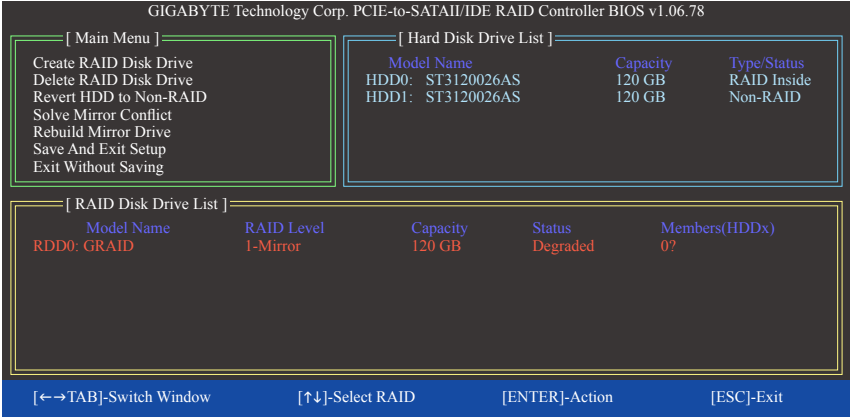 GIGABYTE Technology Corp. PCIE-to-SATAII/IDE RAID Controller BIOS v1.06.78
[ Main Menu ]
Create RAID Disk Drive
Delete RAID Disk Drive
Revert HDD to Non-RAID
Solve Mirror Conflict
Rebuild Mirror Drive
Save And Exit Setup
Exit Without Saving
[ Hard Disk Drive List ]
Model Name Capacity Type/Status
HDD0: ST3120026AS 120 GB RAID Inside
HDD1: ST3120026AS 120 GB Non-RAID
[ RAID Disk Drive List ]
Model Name RAID Level Capacity Status Members(HDDx)
RDD0: GRAID 1-Mirror 120 GB Degraded 0?
[←→TAB]-Switch Window [↑↓]-Select RAID [ENTER]-Action [ESC]-Exit